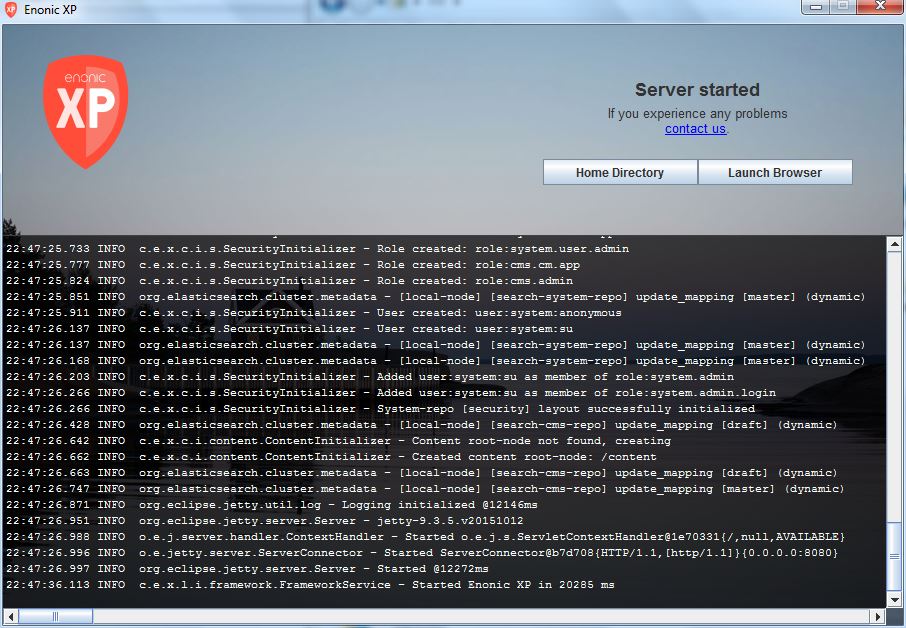 Enonic XP
enonic
XP
Server started
If you experience any problems
contact us.
Home Directory
Launch Browser
22:47:25.733 INFO c.e.x.c.i.s.SecurityInitializer - Role created: role:system.user.admin
22:47:25.777 INFO c.e.x.c.i.s.SecurityInitializer - Role created: role:cms.cm.app
22:47:25.824 INFO c.e.x.c.i.s.SecurityInitializer - Role created: role:cms.admin
22:47:25.851 INFO org.elasticsearch.cluster.metadata - [local-node] [search-system-repo] update_mapping [master] (dynamic)
22:47:25.911 INFO c.e.x.c.i.s.SecurityInitializer - User created: user:system:anonymous
22:47:26.137 INFO c.e.x.c.i.s.SecurityInitializer - User created: user:system:su
22:47:26.137 INFO org.elasticsearch.cluster.metadata - [local-node] [search-system-repo] update_mapping [master] (dynamic)
22:47:26.168 INFO org.elasticsearch.cluster.metadata - [local-node] [search-system-repo] update_mapping [master] (dynamic)
22:47:26.203 INFO c.e.x.c.i.s.SecurityInitializer - Added user:system:su as member of role:system.admin
22:47:26.266 INFO c.e.x.c.i.s.SecurityInitializer - Added user:system:su as member of role:system.admin.login
22:47:26.266 INFO c.e.x.c.i.s.SecurityInitializer - System-repo [security] layout successfully initialized
22:47:26.428 INFO org.elasticsearch.cluster.metadata - [local-node] [search-cms-repo] update_mapping [draft] (dynamic)
22:47:26.642 INFO c.e.x.c.i.content.ContentInitializer - Content root-node not found, creating
22:47:26.662 INFO c.e.x.c.i.content.ContentInitializer - Created content root-node: /content
22:47:26.663 INFO org.elasticsearch.cluster.metadata - [local-node] [search-cms-repo] update_mapping [draft] (dynamic)
22:47:26.747 INFO org.elasticsearch.cluster.metadata - [local-node] [search-cms-repo] update_mapping [master] (dynamic)
22:47:26.871 INFO org.eclipse.jetty.util.log - Logging initialized @12146ms
22:47:26.951 INFO org.eclipse.jetty.server.Server - jetty-9.3.5.v20151012
22:47:26.988 INFO o.e.j.server.handler.ContextHandler - Started o.e.j.s.ServletContextHandler@1e70331{/,null,AVAILABLE}
22:47:26.996 INFO o.e.jetty.server.ServerConnector - Started ServerConnector@b7d708{HTTP/1.1,[http/1.1]}{0.0.0.0:8080}
22:47:26.997 INFO org.eclipse.jetty.server.Server - Started @12272ms
22:47:36.113 INFO c.e.x.l.i.framework.FrameworkService - Started Enonic XP in 20285 ms